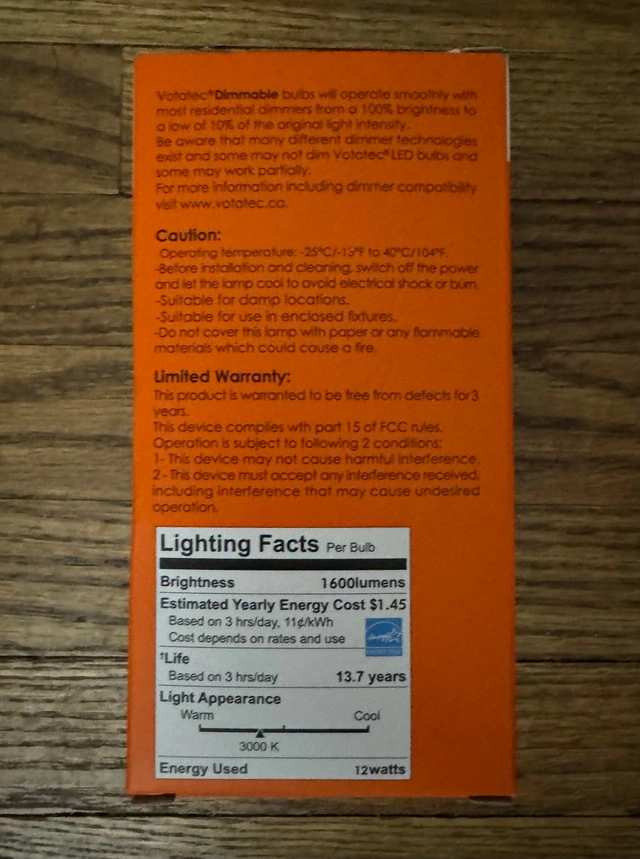 Votatec® Dimmable bulbs will operate smoothly with
most residential dimmers from a 100% brightness to
a low of 10% of the original light intensity.
Be aware that many different dimmer technologies
exist and some may not dim Votatec® LED bulbs and
some may work partially.
For more information including dimmer compatibility
visit www.votatec.ca.
Caution:
Operating temperature: -25°C/-13°F to 40°C/104°F.
-Before installation and cleaning, switch off the power
and let the lamp cool to avoid electrical shock or burn.
-Suitable for damp locations.
-Suitable for use in enclosed fixtures.
-Do not cover this lamp with paper or any flammable
materials which could cause a fire.
Limited Warranty:
This product is warranted to be free from defects for3
years.
This device complies wth part 15 of FCC rules.
Operation is subject to following 2 conditions:
1- This device may not cause harmful interference.
2- This device must accept any interference received,
including interference that may cause undesired
operation.
Lighting Facts Per Bulb
Brightness 1600lumens
Estimated Yearly Energy Cost $1.45
Based on 3 hrs/day, 11¢/kWh
Cost depends on rates and use
†Life
Based on 3 hrs/day 13.7 years
Light Appearance
Warm Cool
3000 K
Energy Used 12watts